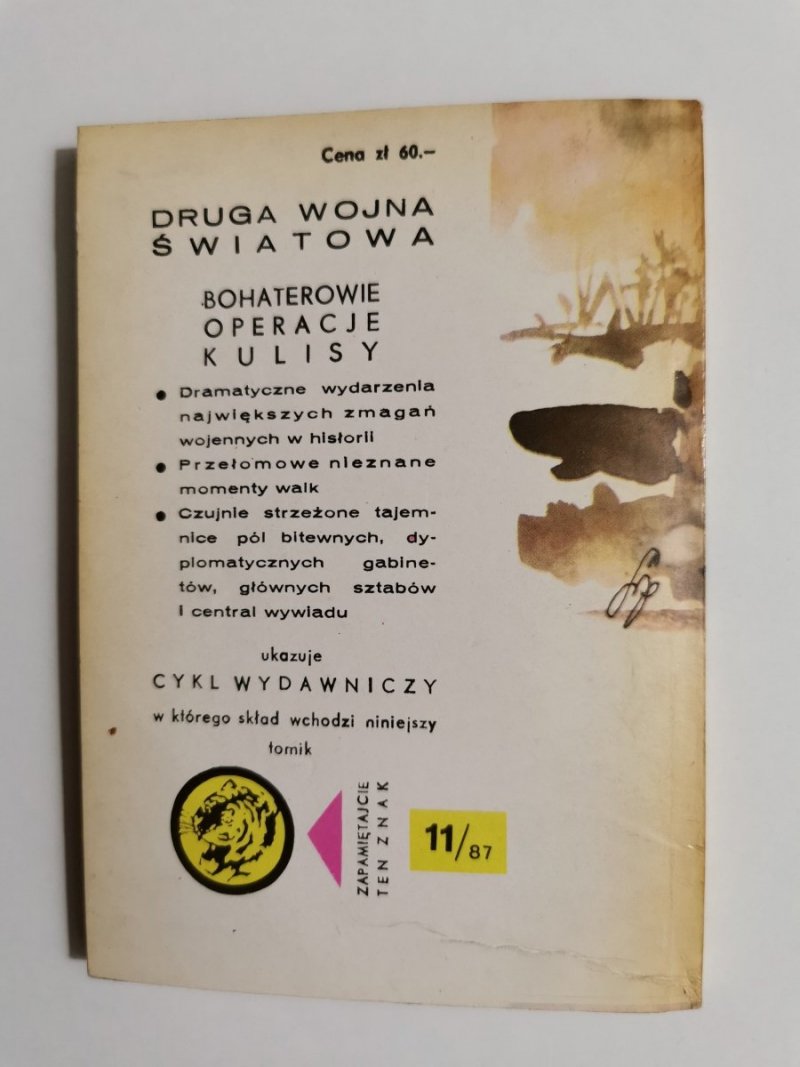 Cena zł 60.–
DRUGA WOJNA
ŚWIATOWA
BOHATEROWIE
OPERACJE
KULISY
● Dramatyczne wydarzenia
największych zmagań
wojennych w historii
● Przełomowe nieznane
momenty walk
● Czujnie strzeżone tajem-
nice pól bitewnych, dy-
plomatycznych gabine-
tów, głównych sztabów
i central wywiadu
ukazuje
CYKL WYDAWNICZY
w którego skład wchodzi niniejszy
tomik
ZAPAMIĘTAJCIE
TEN ZNAK
11/87